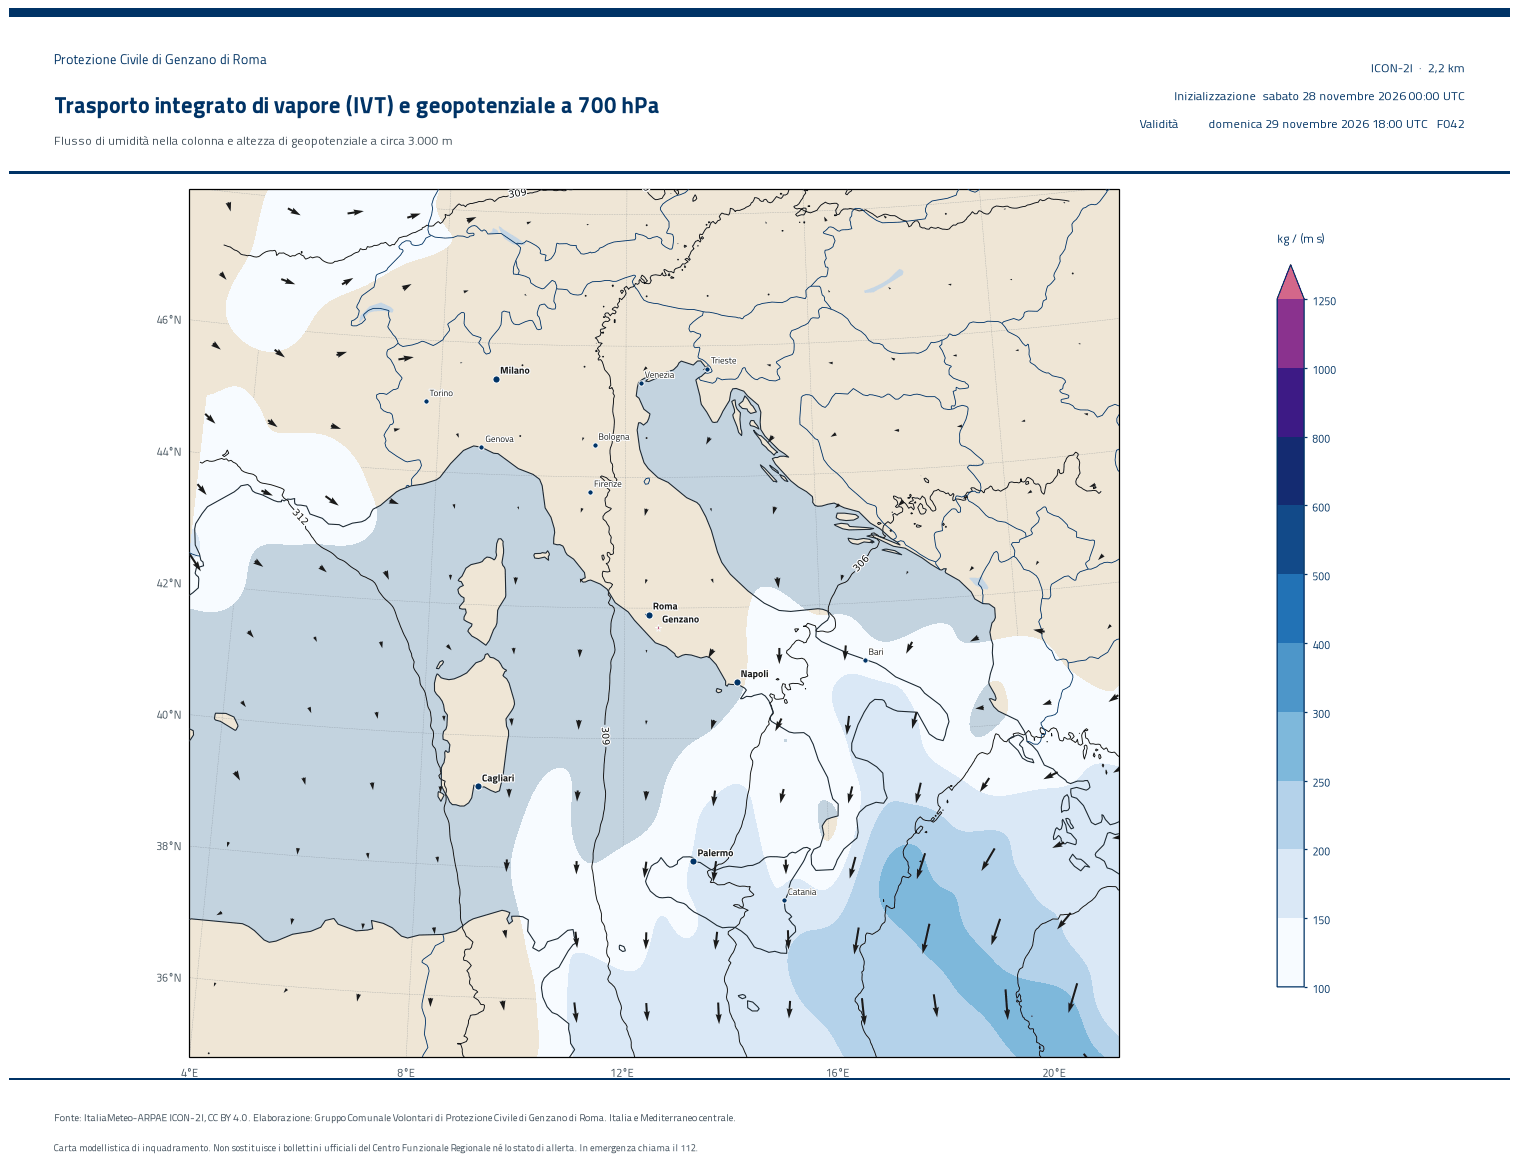 Protezione Civile di Genzano di Roma
Trasporto integrato di vapore (IVT) e geopotenziale a 700 hPa
Flusso di umidità nella colonna e altezza di geopotenziale a circa 3.000 m
ICON-2I · 2,2 km
Inizializzazione sabato 28 novembre 2026 00:00 UTC
Validità domenica 29 novembre 2026 18:00 UTC F042
309
kg / (m s)
1250
46°N
Trieste
Milano
1000
Venezia
Torino
44°N
Genova
Bologna
800
Firenze
312
600
306
42°N
500
Roma
Genzano
400
Bari
Napoli
40°N
309
300
Cagliari
250
38°N
Palermo
200
Catania
150
36°N
100
4°E 8°E 12°E 16°E 20°E
Fonte: ItaliaMeteo-ARPAE ICON-2I, CC BY 4.0. Elaborazione: Gruppo Comunale Volontari di Protezione Civile di Genzano di Roma. Italia e Mediterraneo centrale.
Carta modellistica di inquadramento. Non sostituisce i bollettini ufficiali del Centro Funzionale Regionale né lo stato di allerta. In emergenza chiama il 112.